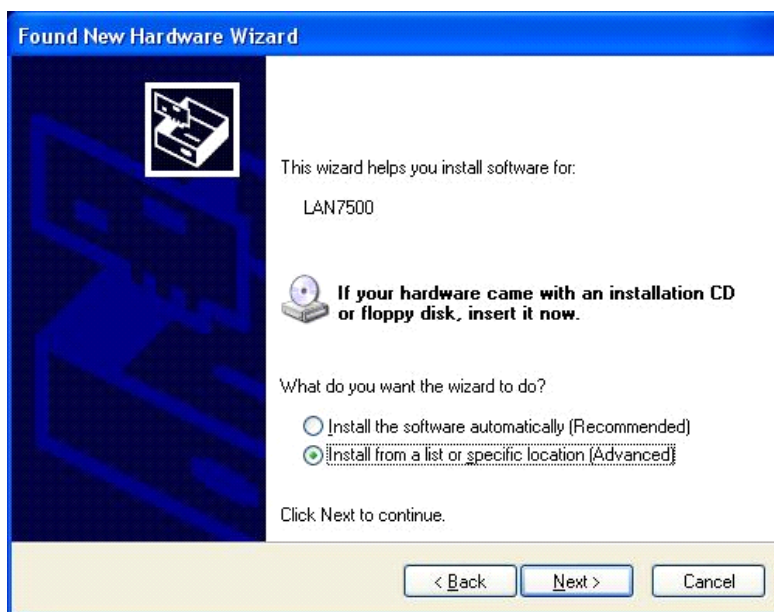 Found New Hardware Wizard
This wizard helps you install software for:
LAN7500
If your hardware came with an installation CD
or floppy disk, insert it now.
What do you want the wizard to do?
Install the software automatically (Recommended)
Install from a list or specific location (Advanced)
Click Next to continue.
< Back Next > Cancel